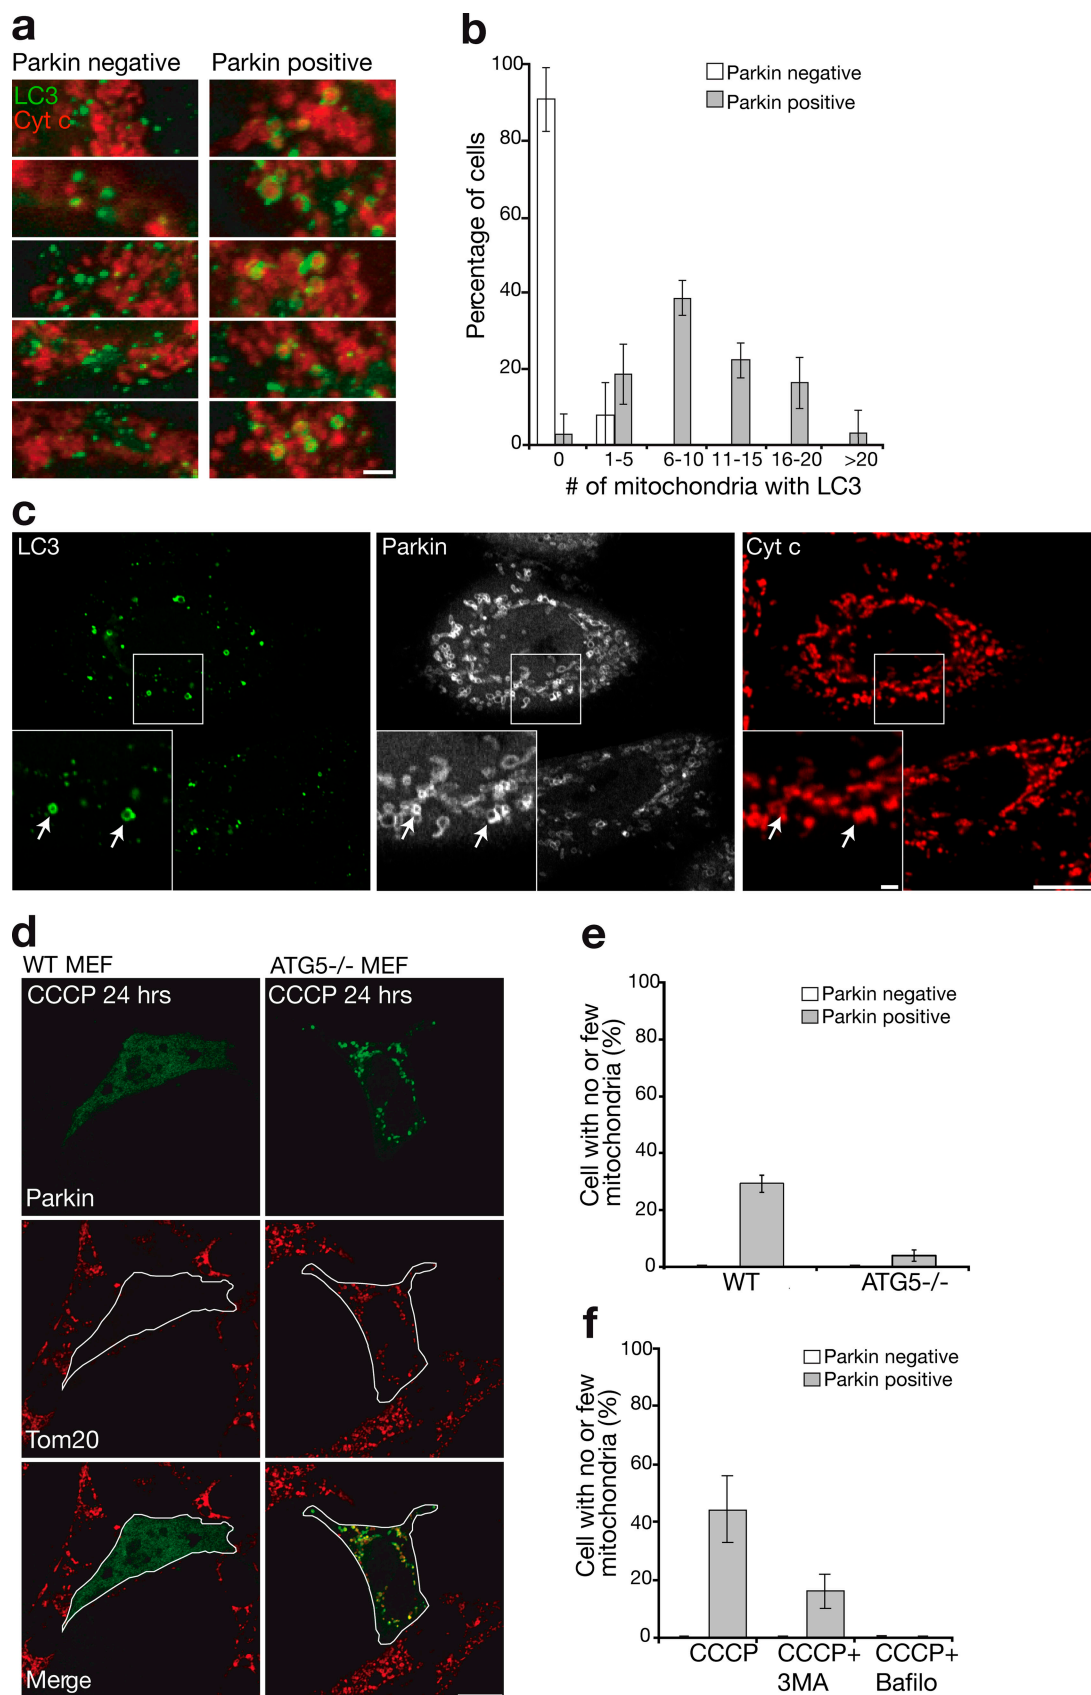 a
Parkin negative Parkin positive
LC3
Cyt c
b
100
80
60
40
20
0
Percentage of cells
Parkin negative
Parkin positive
0 1-5 6-10 11-15 16-20 >20
# of mitochondria with LC3
c
LC3 Parkin Cyt c
d
WT MEF ATG5-/- MEF
CCCP 24 hrs CCCP 24 hrs
Parkin
Tom20
Merge
e
100
80
60
40
20
0
Cell with no or few
mitochondria (%)
Parkin negative
Parkin positive
WT ATG5-/-
f
100
80
60
40
20
0
Cell with no or few
mitochondria (%)
Parkin negative
Parkin positive
CCCP CCCP+ CCCP+
3MA Bafilo